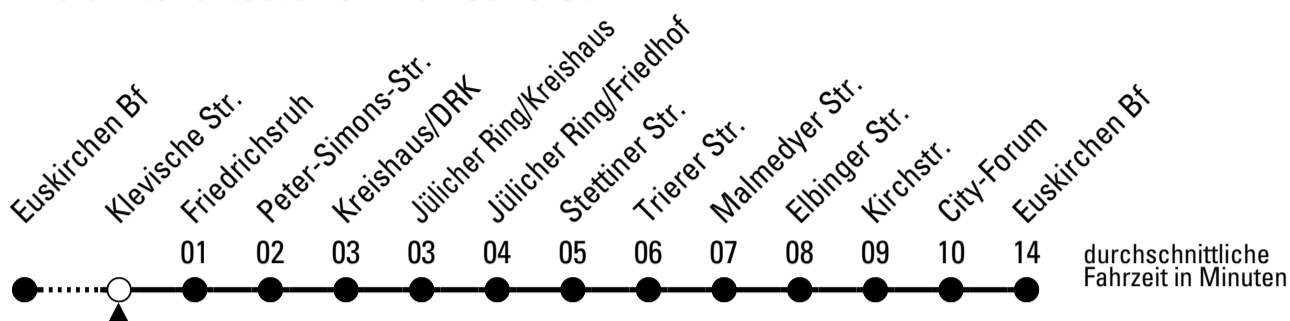 Euskirchen Bf
Klevische Str.
Friedrichsruh
Peter-Simons-Str.
Kreishaus/DRK
Jülicher Ring/Kreishaus
Jülicher Ring/Friedhof
Stettiner Str.
Trierer Str.
Malmedyer Str.
Elbinger Str.
Kirchstr.
City-Forum
Euskirchen Bf
01 02 03 03 04 05 06 07 08 09 10 14
durchschnittliche
Fahrzeit in Minuten